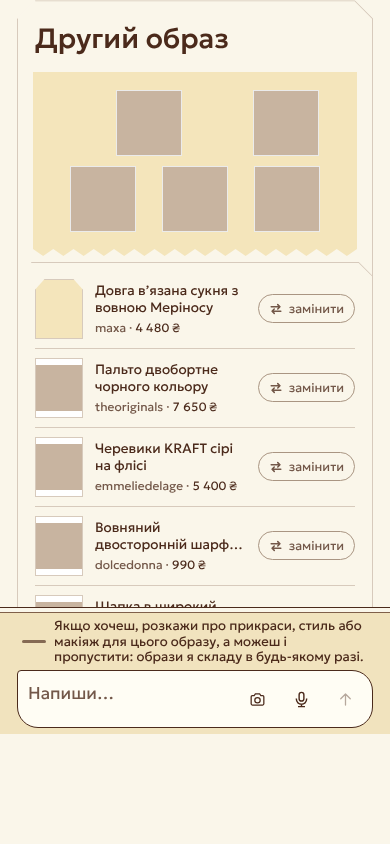 Другий образ
Довга в’язана сукня з
вовною Меріносу
maxa · 4 480 ₴
замінити
Пальто двобортне
чорного кольору
theoriginals · 7 650 ₴
замінити
Черевики KRAFT сірі
на флісі
emmeliedelage · 5 400 ₴
замінити
Вовняний
двосторонній шарф...
dolcedonna · 990 ₴
замінити
Шапка в широкий
Якщо хочеш, розкажи про прикраси, стиль або
макіяж для цього образу, а можеш і
пропустити: образи я складу в будь-якому разі.
Напиши...